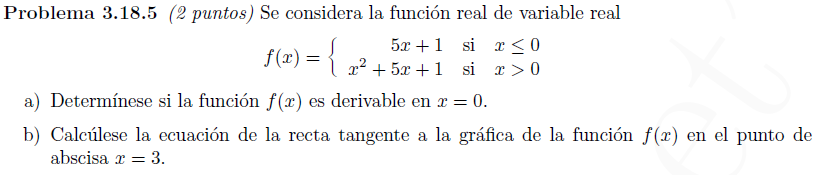 Problema 3.18.5 (2 puntos) Se considera la función real de variable real
f(x) = { 5x + 1 si x ≤ 0
x² + 5x + 1 si x > 0
a) Determínese si la función f(x) es derivable en x = 0.
b) Calcúlese la ecuación de la recta tangente a la gráfica de la función f(x) en el punto de
abscisa x = 3.